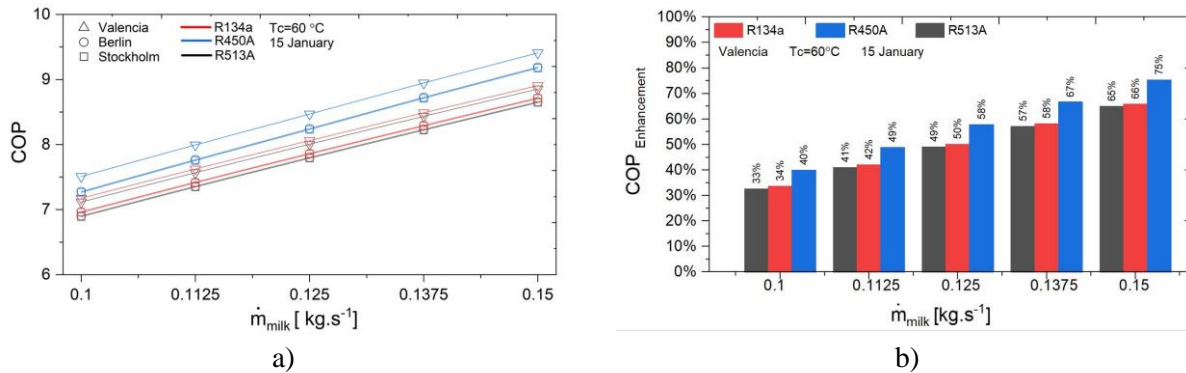 10
9
8
7
6
COP
Valencia R134a Tc=60 °C
Berlin R450A 15 January
Stockholm R513A
0.1 0.1125 0.125 0.1375 0.15
ṁmilk [ kg.s-1]
a)
100%
90%
80%
70%
60%
50%
40%
30%
20%
10%
0%
COP Enhancement
R134a R450A R513A
Valencia Tc=60°C 15 January
33% 34% 40%
41% 42% 49%
49% 50% 58%
57% 58% 67%
65% 66% 75%
0.1 0.1125 0.125 0.1375 0.15
ṁmilk [kg.s-1]
b)